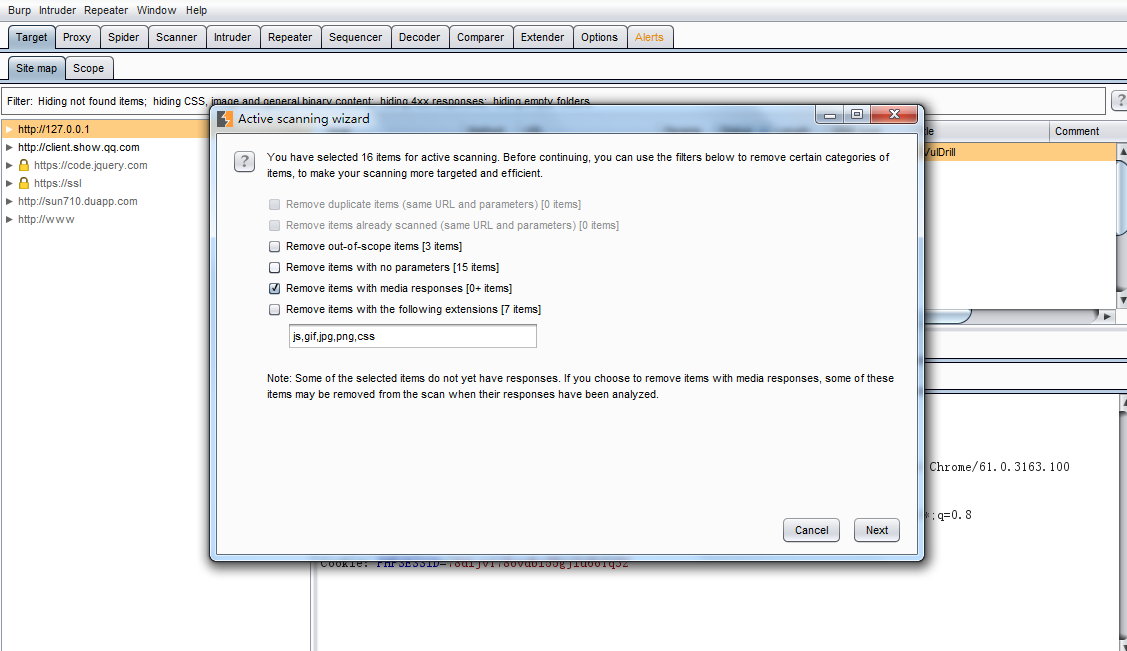 Burp Intruder Repeater Window Help
Target Proxy Spider Scanner Intruder Repeater Sequencer Decoder Comparer Extender Options Alerts
Site map Scope
Filter: Hiding not found items; hiding CSS, image and general binary content; hiding 4xx responses; hiding empty folders
?
Active scanning wizard
http://127.0.0.1
http://client.show.qq.com
https://code.jquery.com
https://ssl
http://sun710.duapp.com
http://www
Comment
VulDrill
?
You have selected 16 items for active scanning. Before continuing, you can use the filters below to remove certain categories of
items, to make your scanning more targeted and efficient.
Remove duplicate items (same URL and parameters) [0 items]
Remove items already scanned (same URL and parameters) [0 items]
Remove out-of-scope items [3 items]
Remove items with no parameters [15 items]
Remove items with media responses [0+ items]
Remove items with the following extensions [7 items]
js,gif,jpg,png,css
Note: Some of the selected items do not yet have responses. If you choose to remove items with media responses, some of these
items may be removed from the scan when their responses have been analyzed.
Chrome/61.0.3163.100
*;q=0.8
Cancel Next
Cookie: PHPSESSID=